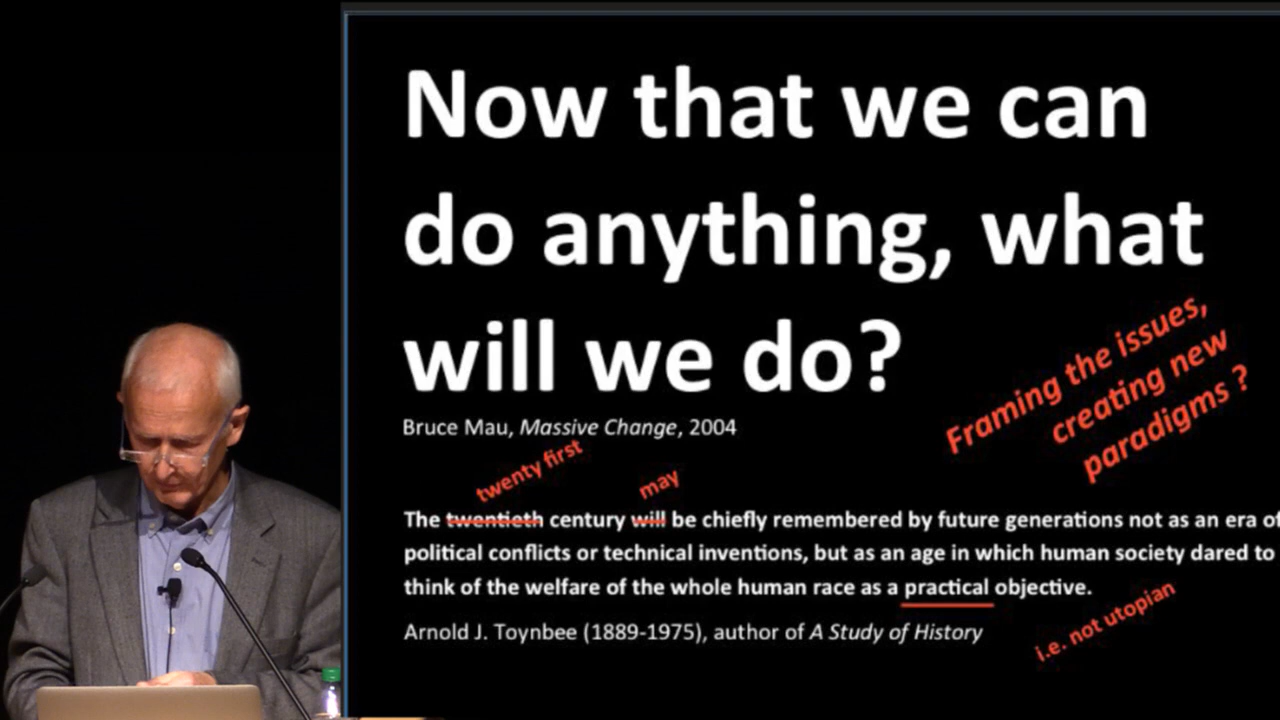 Now that we can
do anything, what
will we do?
Framing the issues,
creating new
paradigms ?
Bruce Mau, Massive Change, 2004
twenty first
may
The twentieth century will be chiefly remembered by future generations not as an era of
political conflicts or technical inventions, but as an age in which human society dared to
think of the welfare of the whole human race as a practical objective.
i.e. not utopian
Arnold J. Toynbee (1889-1975), author of A Study of History